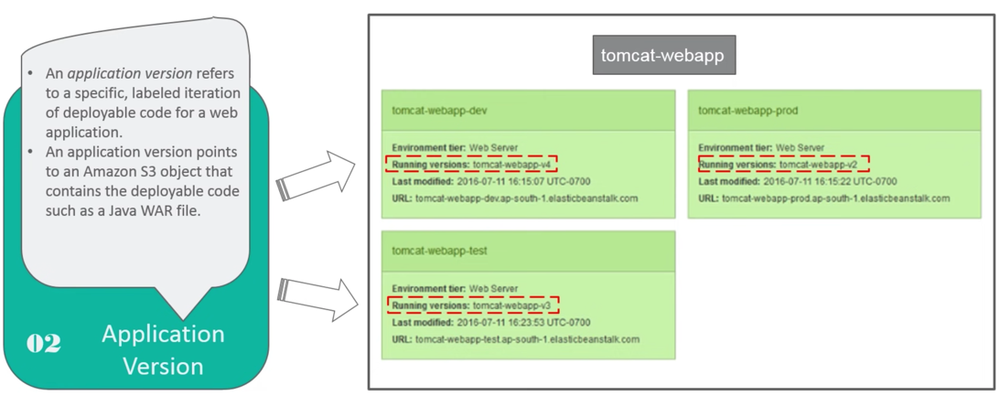 • An application version refers
to a specific, labeled iteration
of deployable code for a web
application.
• An application version points
to an Amazon S3 object that
contains the deployable code
such as a Java WAR file.
02
Application
Version
tomcat-webapp
tomcat-webapp-dev
Environment tier: Web Server
Running versions: tomcat-webapp-v4
Last modified: 2016-07-11 16:15:07 UTC-0700
URL: tomcat-webapp-dev.ap-south-1.elasticbeanstalk.com
tomcat-webapp-prod
Environment tier: Web Server
Running versions: tomcat-webapp-v2
Last modified: 2016-07-11 16:15:22 UTC-0700
URL: tomcat-webapp-prod.ap-south-1.elasticbeanstalk.com
tomcat-webapp-test
Environment tier: Web Server
Running versions: tomcat-webapp-v3
Last modified: 2016-07-11 16:23:53 UTC-0700
URL: tomcat-webapp-test.ap-south-1.elasticbeanstalk.com